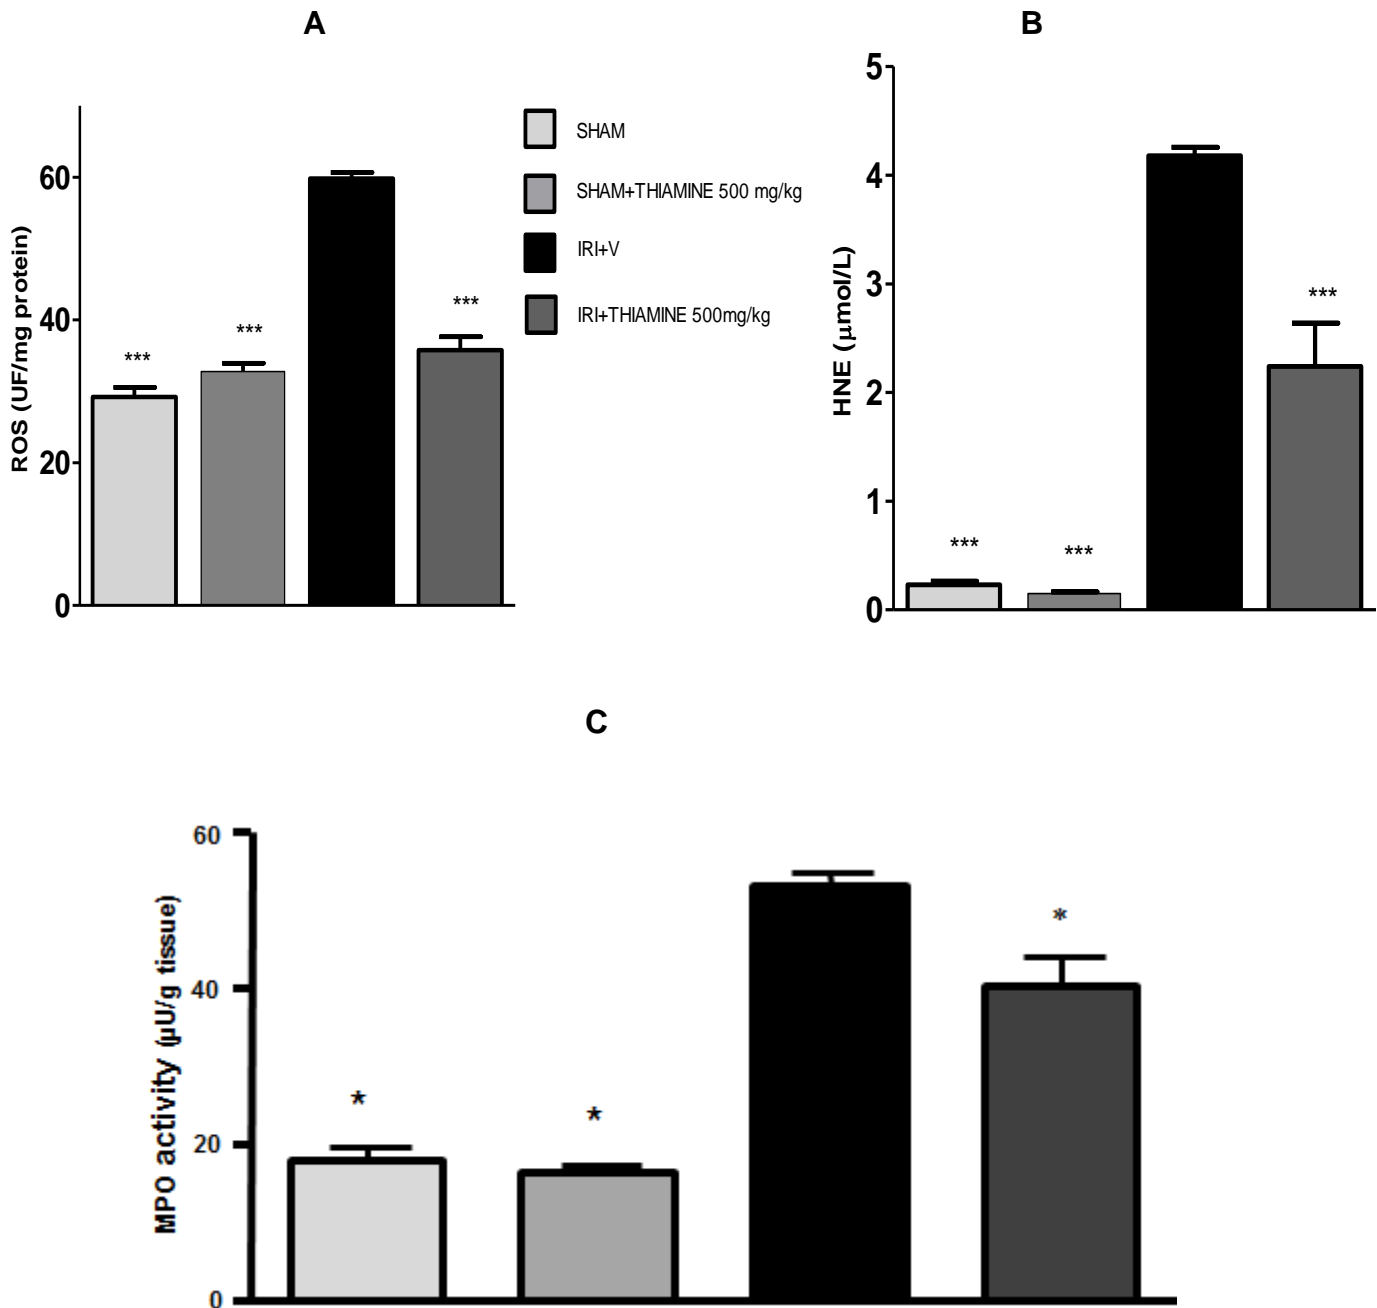 A
ROS (UF/mg protein)
60
40
20
0
***
***
***
SHAM
SHAM+THIAMINE 500 mg/kg
IRI+V
IRI+THIAMINE 500mg/kg
B
HNE (μmol/L)
5
4
3
2
1
0
***
***
***
C
MPO activity (µU/g tissue)
60
40
20
0
*
*
*